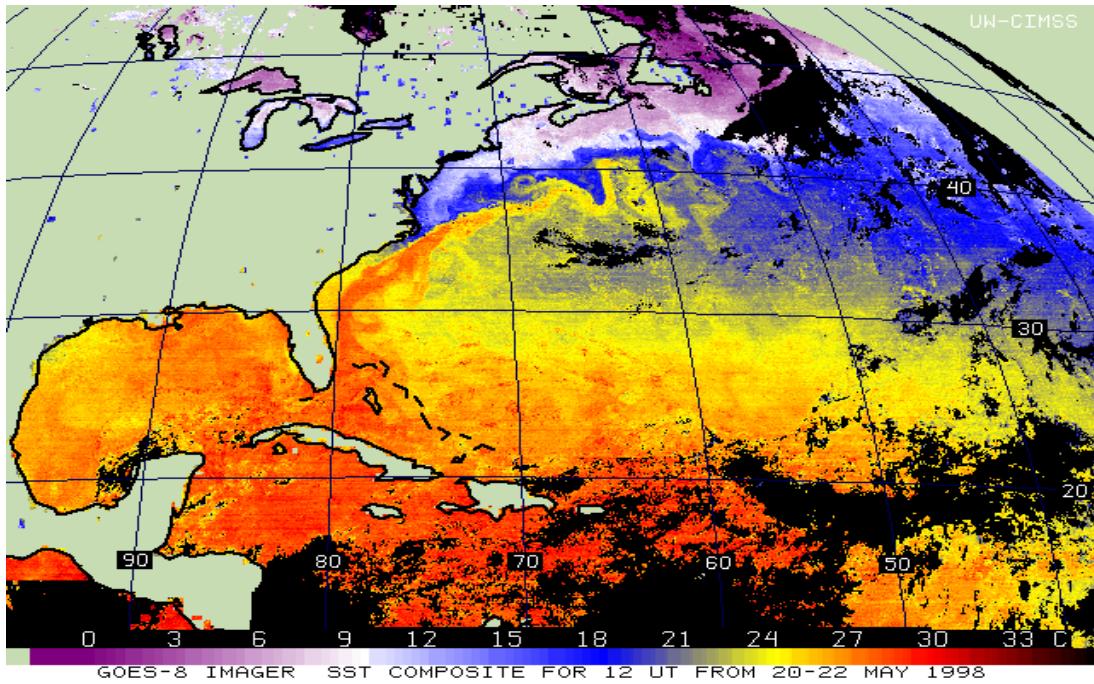 UW-CIMSS
40
30
20
90 80 70 60 50
0 3 6 9 12 15 18 21 24 27 30 33 C
GOES-8 IMAGER SST COMPOSITE FOR 12 UT FROM 20-22 MAY 1998